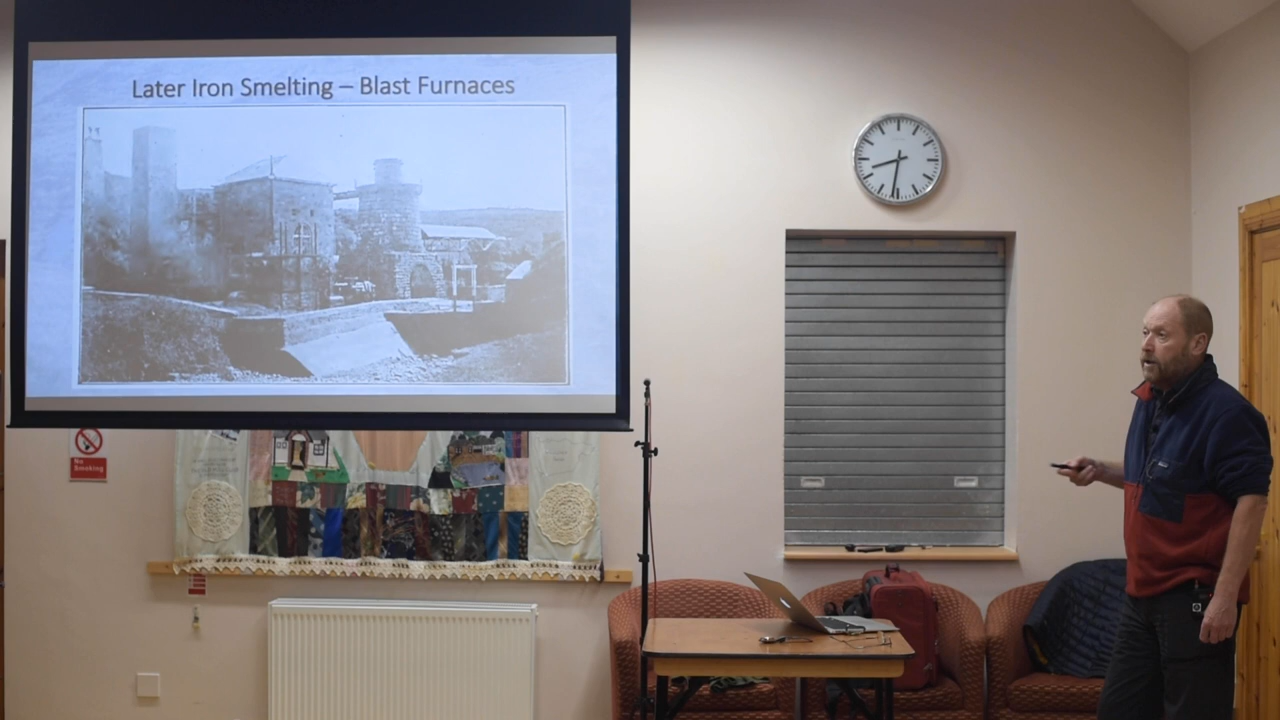 Later Iron Smelting – Blast Furnaces
No
Smoking